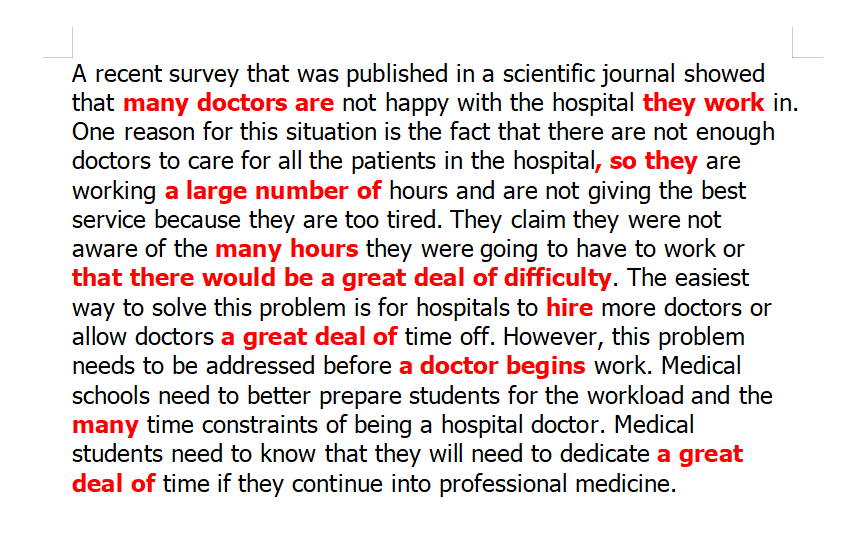 A recent survey that was published in a scientific journal showed
that many doctors are not happy with the hospital they work in.
One reason for this situation is the fact that there are not enough
doctors to care for all the patients in the hospital, so they are
working a large number of hours and are not giving the best
service because they are too tired. They claim they were not
aware of the many hours they were going to have to work or
that there would be a great deal of difficulty. The easiest
way to solve this problem is for hospitals to hire more doctors or
allow doctors a great deal of time off. However, this problem
needs to be addressed before a doctor begins work. Medical
schools need to better prepare students for the workload and the
many time constraints of being a hospital doctor. Medical
students need to know that they will need to dedicate a great
deal of time if they continue into professional medicine.